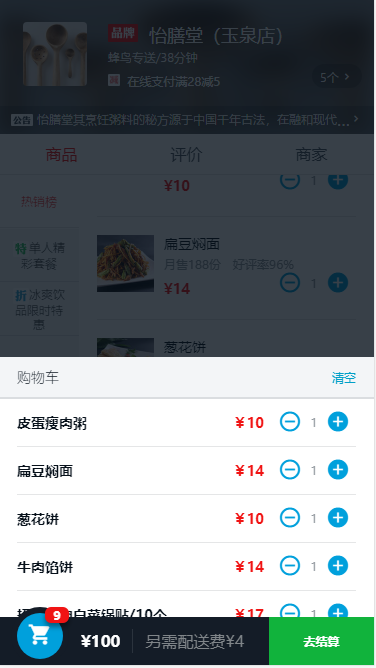 品牌 怡膳堂（玉泉店）
蜂鸟专送/38分钟
减 在线支付满28减5
5个 >
公告 怡膳堂其烹饪粥料的秘方源于中国千年古法，在融和现代... >
商品 评价 商家
¥10 1
热销榜
扁豆焖面
月售188份 好评率96%
¥14 1
特 单人精
彩套餐
折 冰爽饮
品限时特
惠
葱花饼
购物车 清空
皮蛋瘦肉粥 ¥10 1
扁豆焖面 ¥14 1
葱花饼 ¥10 1
牛肉馅饼 ¥14 1
白菜锅贴/10个 ¥17 1
9
¥100 另需配送费¥4 去结算